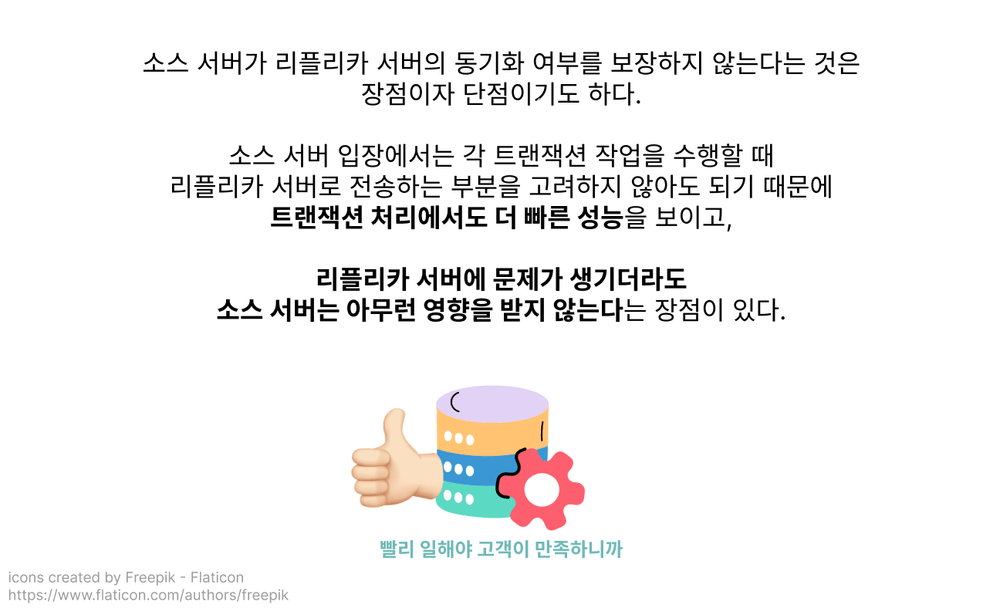 소스 서버가 리플리카 서버의 동기화 여부를 보장하지 않는다는 것은
장점이자 단점이기도 하다.
소스 서버 입장에서는 각 트랜잭션 작업을 수행할 때
리플리카 서버로 전송하는 부분을 고려하지 않아도 되기 때문에
트랜잭션 처리에서도 더 빠른 성능을 보이고,
리플리카 서버에 문제가 생기더라도
소스 서버는 아무런 영향을 받지 않는다는 장점이 있다.
빨리 일해야 고객이 만족하니까
icons created by Freepik - Flaticon
https://www.flaticon.com/authors/freepik